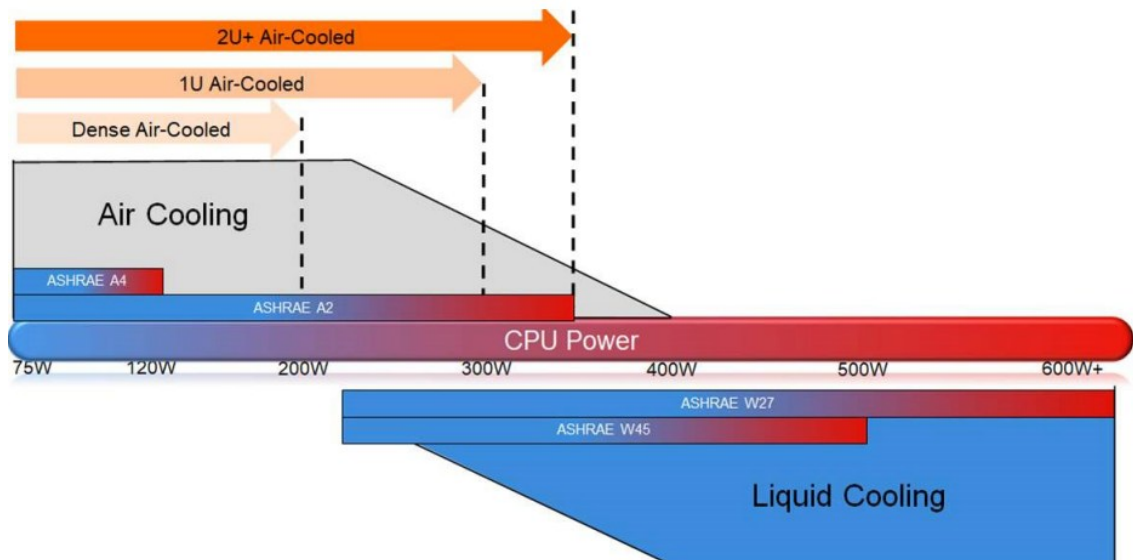 2U+ Air-Cooled
1U Air-Cooled
Dense Air-Cooled
Air Cooling
ASHRAE A4
ASHRAE A2
CPU Power
75W 120W 200W 300W 400W 500W 600W+
ASHRAE W27
ASHRAE W45
Liquid Cooling